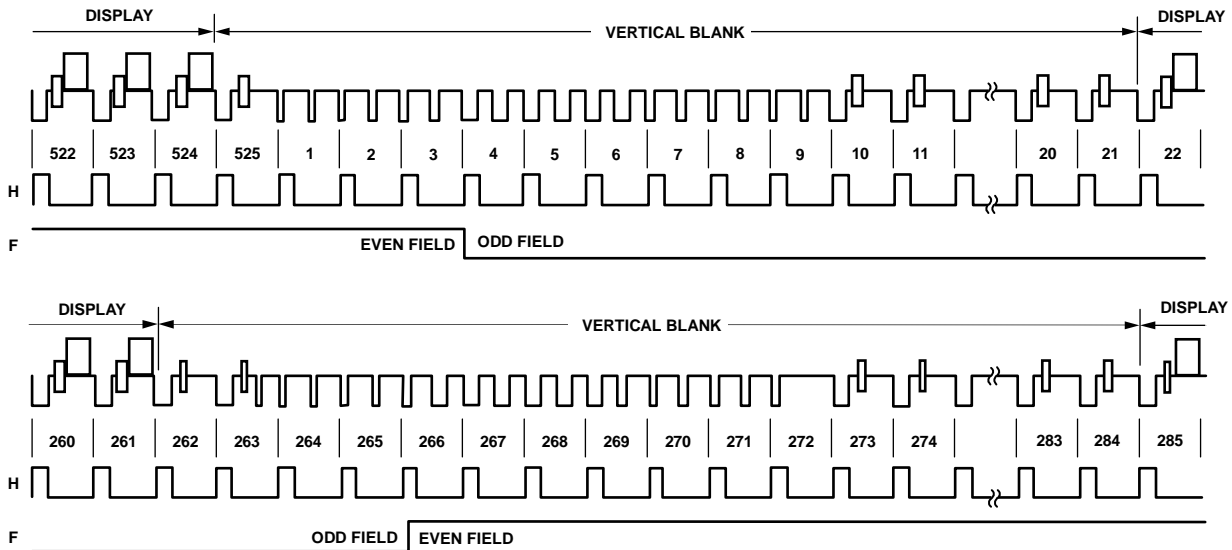 DISPLAY VERTICAL BLANK DISPLAY
522 523 524 525 1 2 3 4 5 6 7 8 9 10 11 20 21 22
H
F EVEN FIELD ODD FIELD
DISPLAY VERTICAL BLANK DISPLAY
260 261 262 263 264 265 266 267 268 269 270 271 272 273 274 283 284 285
H
F ODD FIELD EVEN FIELD